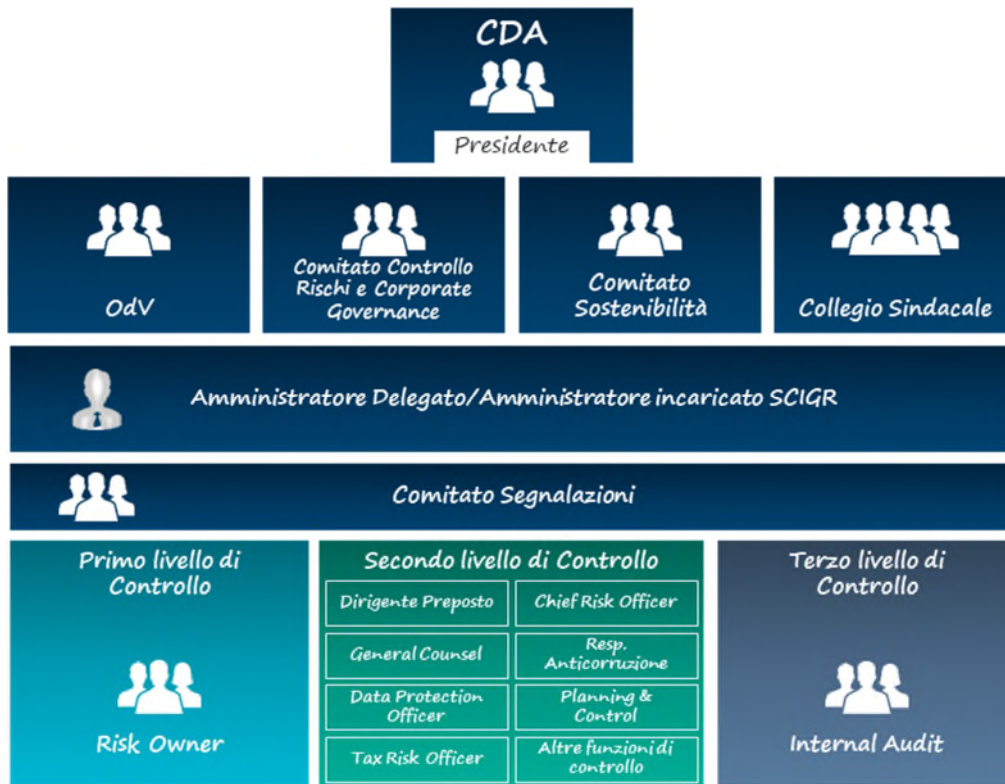 CDA
Presidente
OdV
Comitato Controllo
Rischi e Corporate
Governance
Comitato
Sostenibilità
Collegio Sindacale
Amministratore Delegato/Amministratore incaricato SCIGR
Comitato Segnalazioni
Primo livello di
Controllo
Risk Owner
Secondo livello di Controllo
Dirigente Preposto
Chief Risk Officer
General Counsel
Resp.
Anticorruzione
Data Protection
Officer
Planning &
Control
Tax Risk Officer
Altre funzioni di
controllo
Terzo livello di
Controllo
Internal Audit